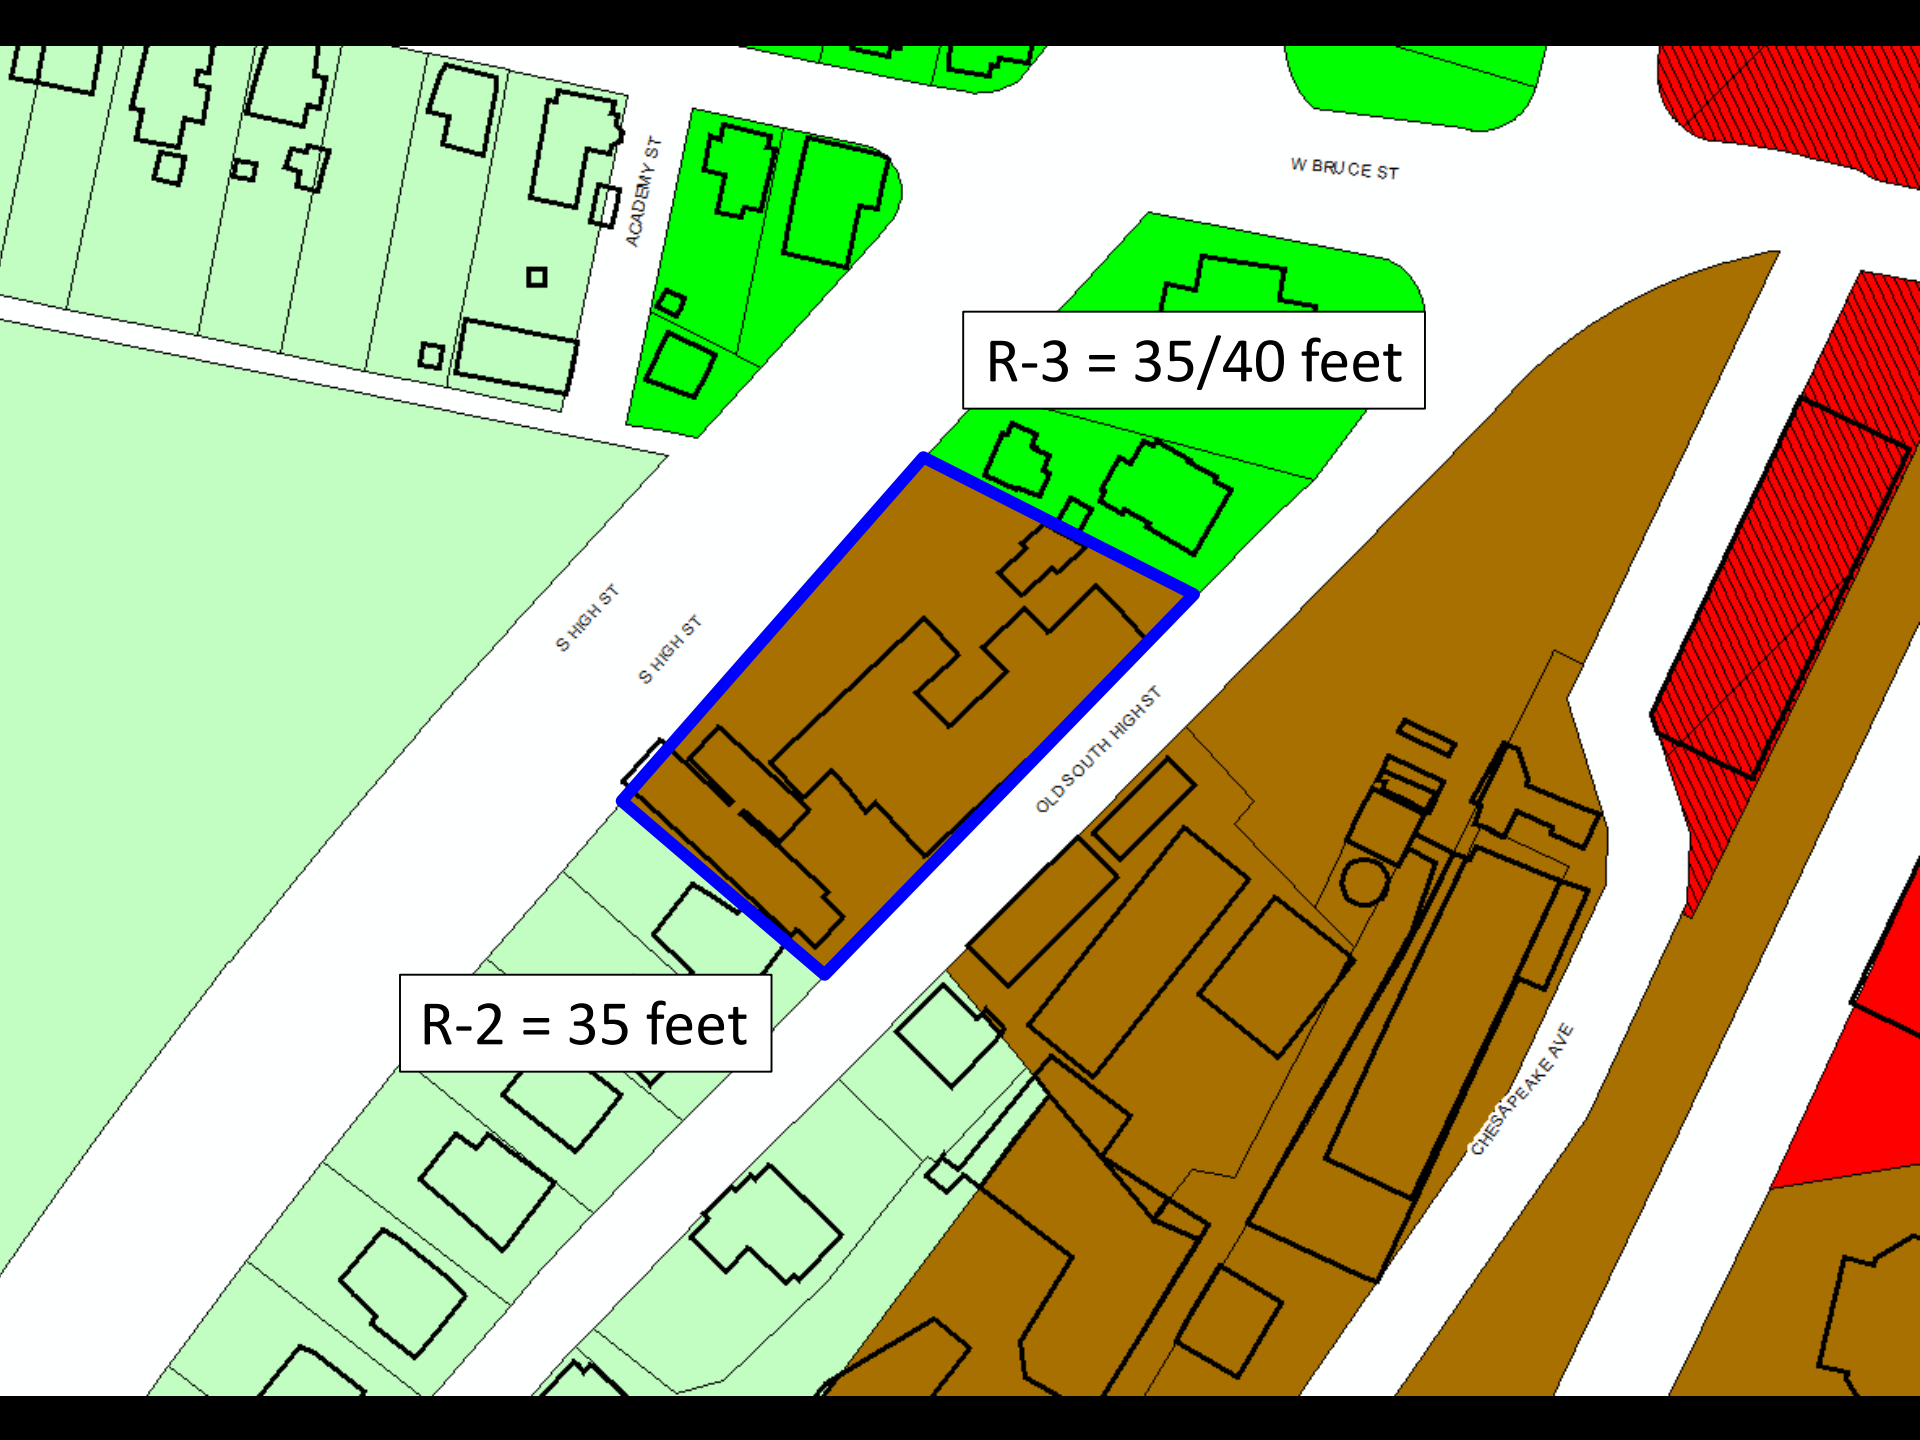 W BRUCE ST
ACADEMY ST
R-3 = 35/40 feet
S HIGH ST
S HIGH ST
OLD SOUTH HIGH ST
R-2 = 35 feet
CHESAPEAKE AVE